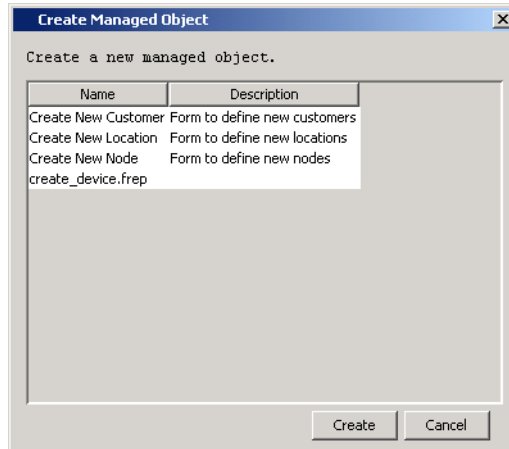 Create Managed Object
Create a new managed object.
Name Description
Create New Customer Form to define new customers
Create New Location Form to define new locations
Create New Node Form to define new nodes
create_device.frep
Create Cancel